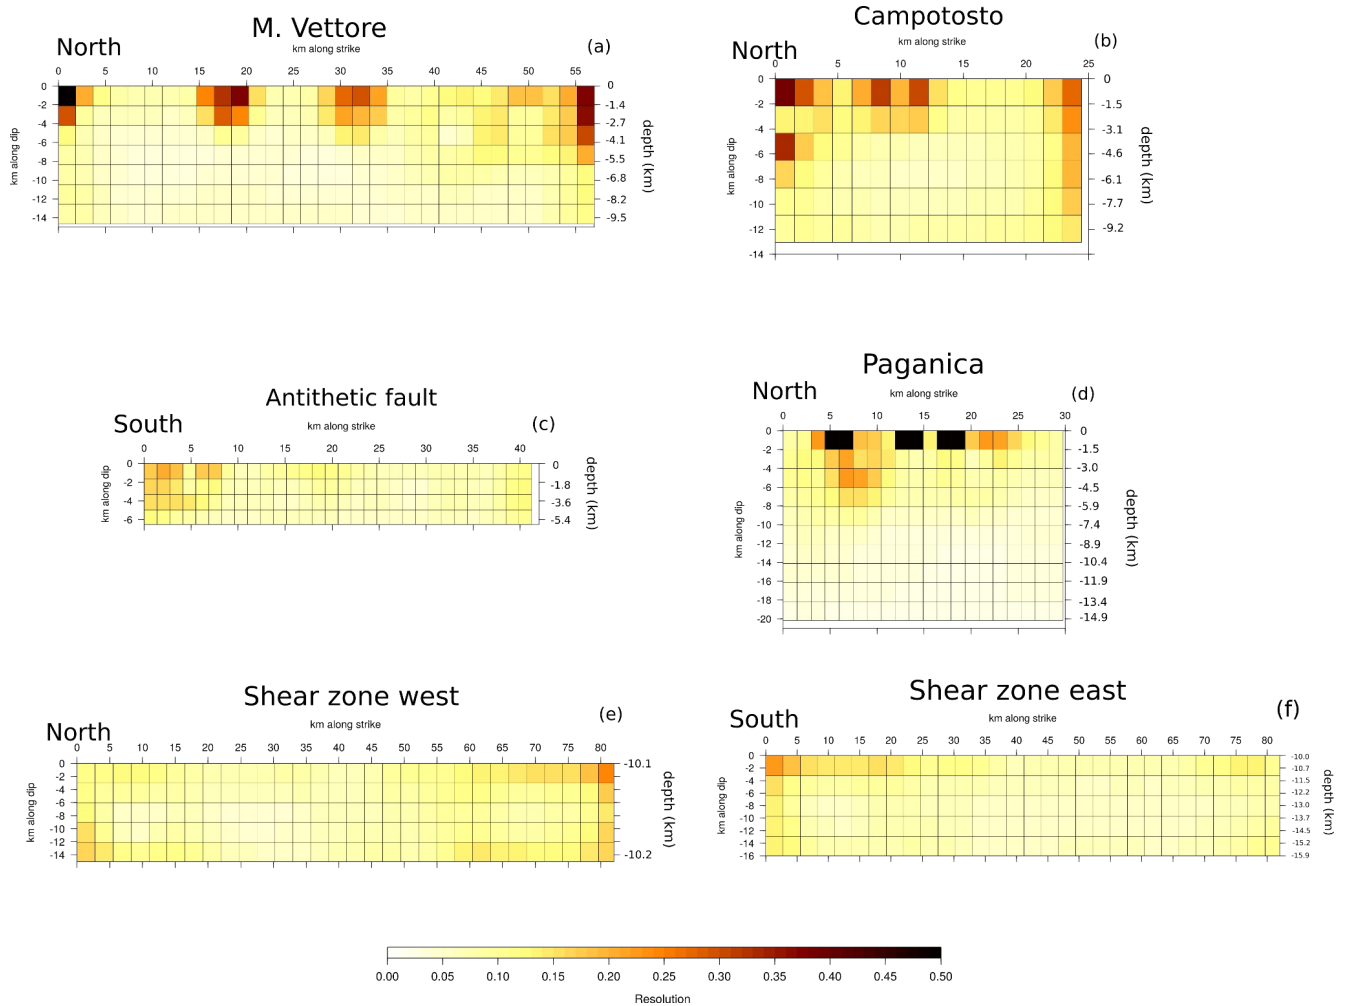 M. Vettore
North
km along strike
(a)
0 5 10 15 20 25 30 35 40 45 50 55
km along dip
0
-2
-4
-6
-8
-10
-12
-14
0
-1.4
-2.7
-4.1
-5.5
-6.8
-8.2
-9.5
depth (km)
Campotosto
North
km along strike
(b)
0 5 10 15 20 25
km along dip
0
-2
-4
-6
-8
-10
-12
-14
0
-1.5
-3.1
-4.6
-6.1
-7.7
-9.2
depth (km)
Antithetic fault
South
km along strike
(c)
0 5 10 15 20 25 30 35 40
km along dip
0
-2
-4
-6
0
-1.8
-3.6
-5.4
depth (km)
Paganica
North
km along strike
(d)
0 5 10 15 20 25 30
km along dip
0
-2
-4
-6
-8
-10
-12
-14
-16
-18
-20
0
-1.5
-3.0
-4.5
-5.9
-7.4
-8.9
-10.4
-11.9
-13.4
-14.9
depth (km)
Shear zone west
North
km along strike
(e)
0 5 10 15 20 25 30 35 40 45 50 55 60 65 70 75 80
km along dip
0
-2
-4
-6
-8
-10
-12
-14
-10.1
-10.2
depth (km)
Shear zone east
South
km along strike
(f)
0 5 10 15 20 25 30 35 40 45 50 55 60 65 70 75 80
km along dip
0
-2
-4
-6
-8
-10
-12
-14
-16
-10.0
-10.7
-11.5
-12.2
-13.0
-13.7
-14.5
-15.2
-15.9
depth (km)
0.00 0.05 0.10 0.15 0.20 0.25 0.30 0.35 0.40 0.45 0.50
Resolution